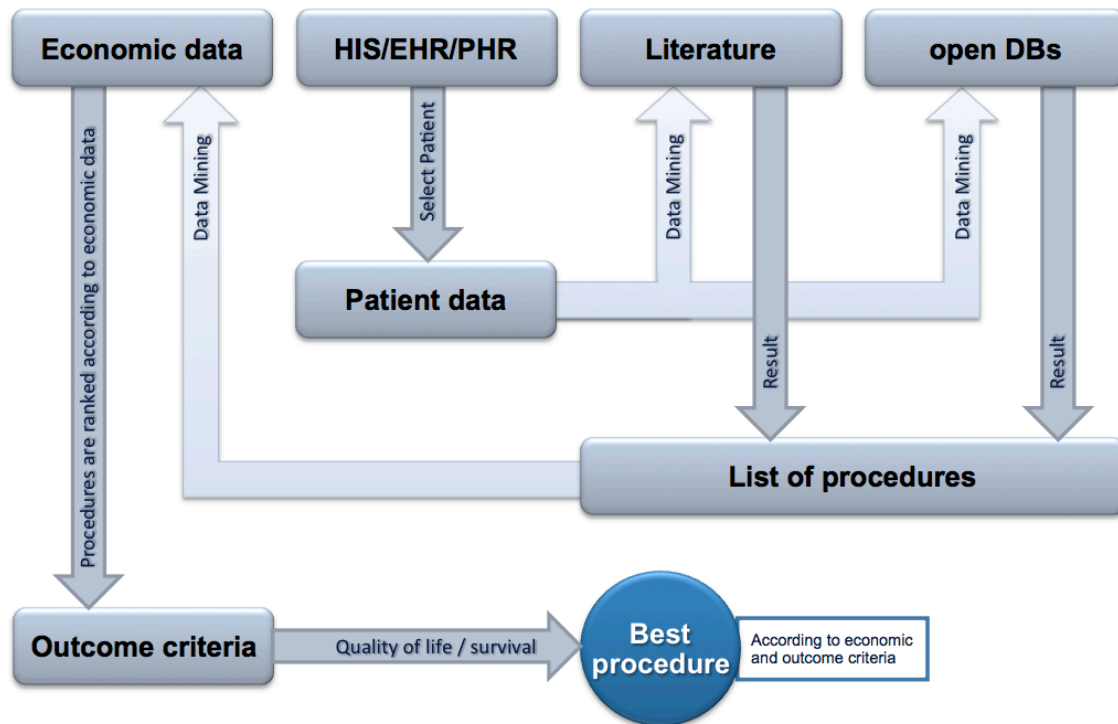 Economic data
HIS/EHR/PHR
Literature
open DBs
Procedures are ranked according to economic data
Data Mining
Select Patient
Data Mining
Data Mining
Patient data
Result
Result
List of procedures
Outcome criteria
Quality of life / survival
Best
procedure
According to economic
and outcome criteria